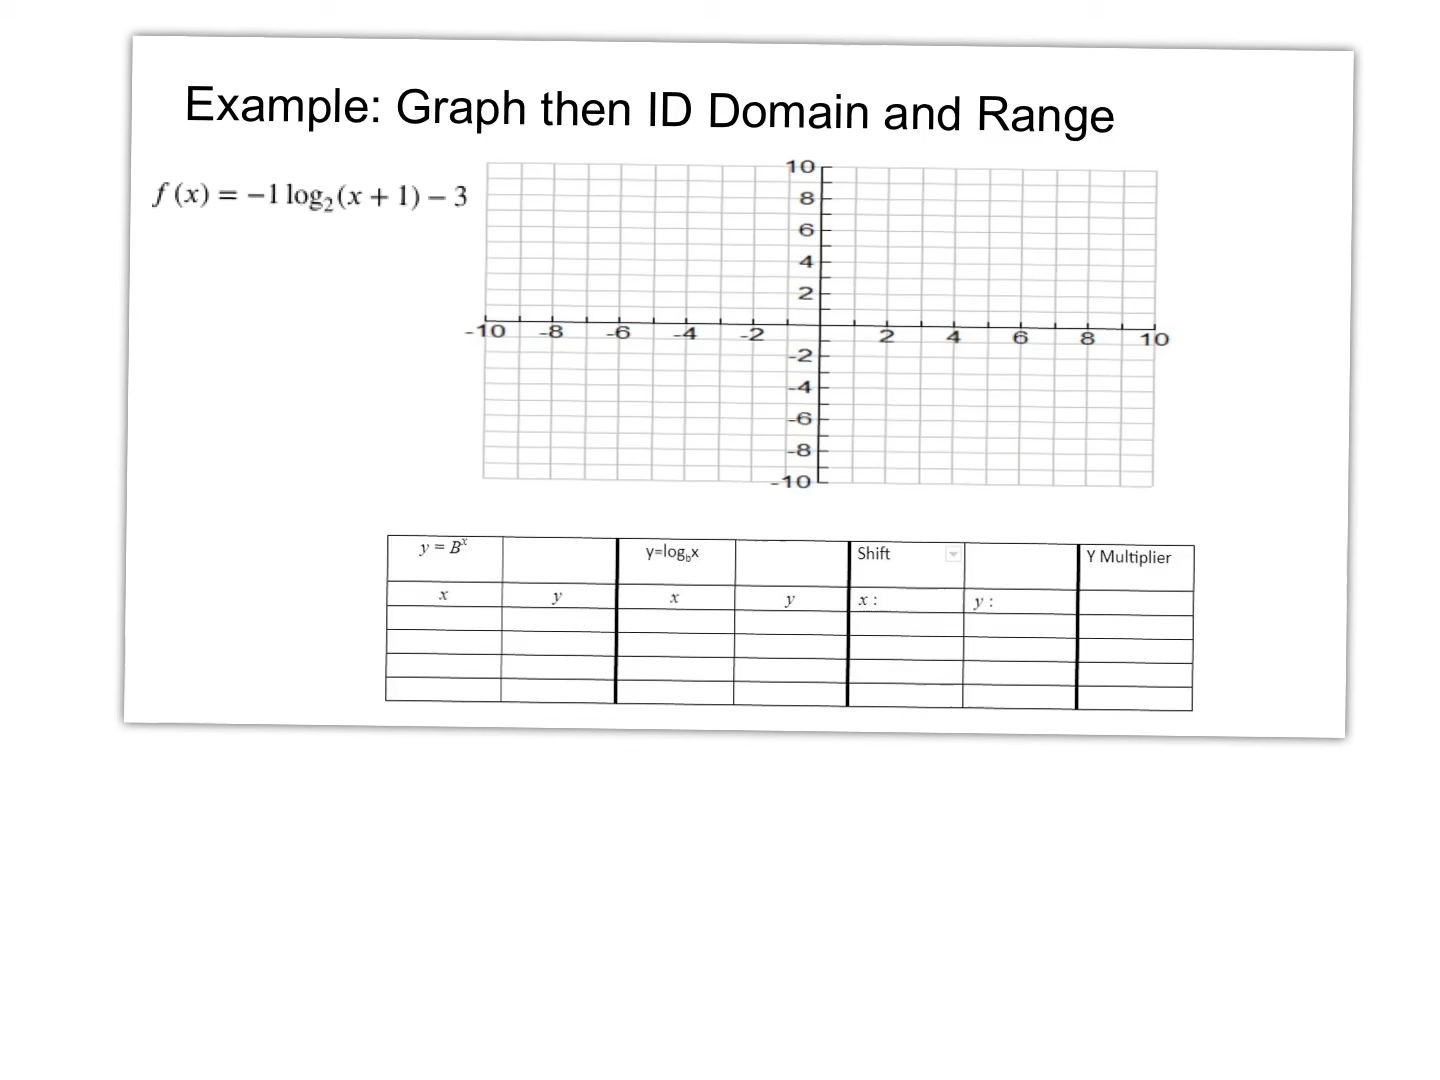 Example: Graph then ID Domain and Range
f (x) = −1 log₂(x + 1) − 3
10
8
6
4
2
-10 -8 -6 -4 -2 2 4 6 8 10
-2
-4
-6
-8
-10
y = Bˣ y=log_bx Shift Y Multiplier
x y x y x : y :